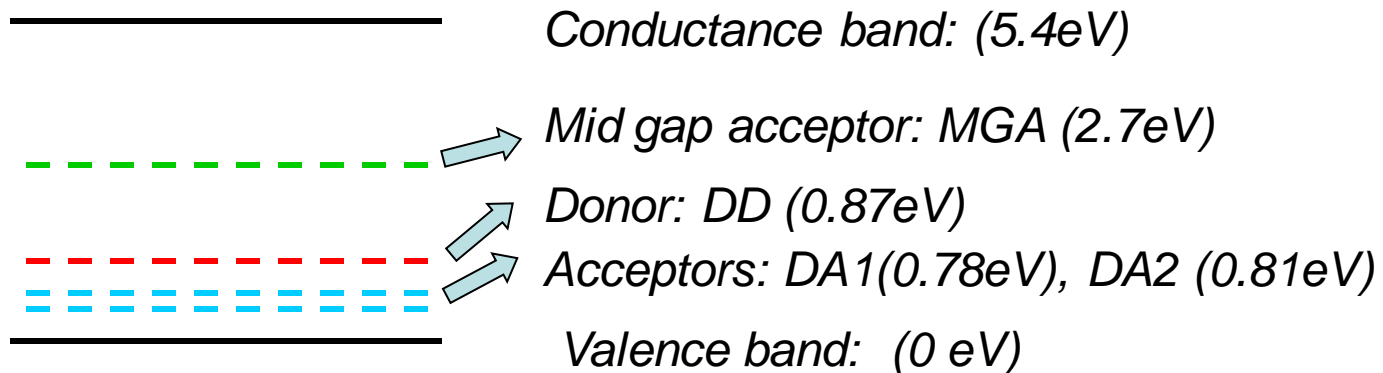 Conductance band: (5.4eV)
Mid gap acceptor: MGA (2.7eV)
Donor: DD (0.87eV)
Acceptors: DA1(0.78eV), DA2 (0.81eV)
Valence band: (0 eV)